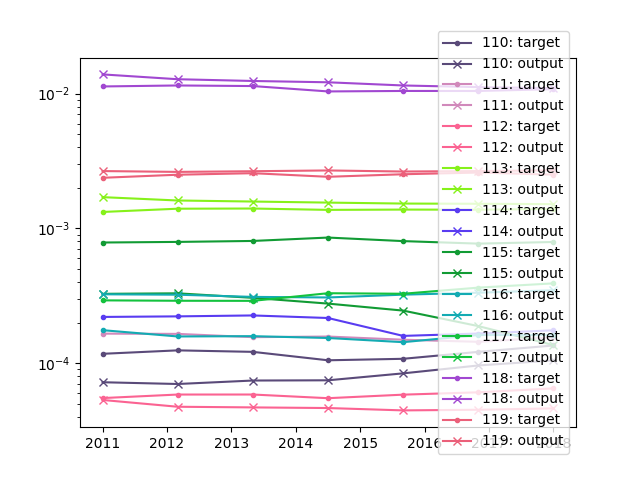 10⁻²
10⁻³
10⁻⁴
2011 2012 2013 2014 2015 2016 2017 2018
110: target
110: output
111: target
111: output
112: target
112: output
113: target
113: output
114: target
114: output
115: target
115: output
116: target
116: output
117: target
117: output
118: target
118: output
119: target
119: output